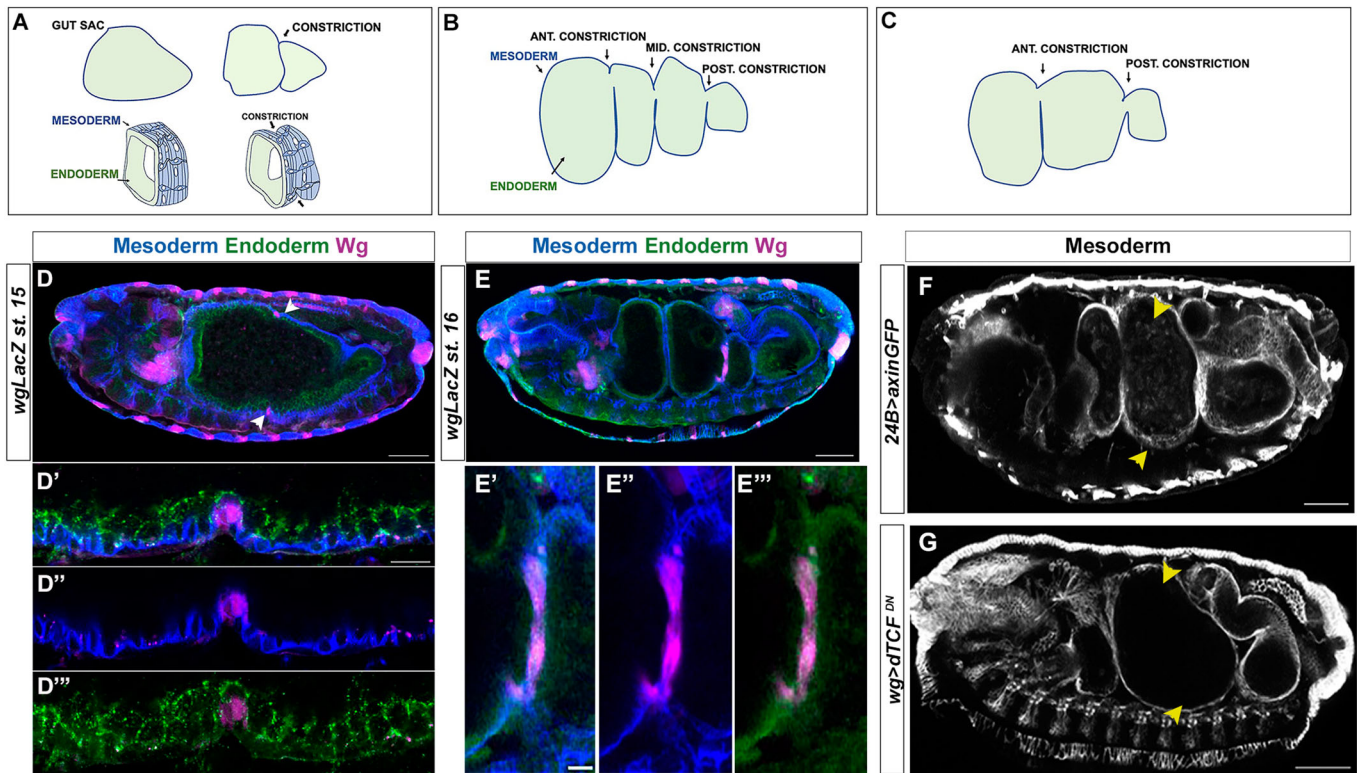 A
GUT SAC
CONSTRICTION
MESODERM
CONSTRICTION
ENDODERM
B
ANT. CONSTRICTION
MESODERM
MID. CONSTRICTION
POST. CONSTRICTION
ENDODERM
C
ANT. CONSTRICTION
POST. CONSTRICTION
Mesoderm Endoderm Wg
wgLacZ st. 15
D
D'
D''
D'''
Mesoderm Endoderm Wg
wgLacZ st. 16
E
E'
E''
E'''
Mesoderm
24B>axinGFP
F
wg>dTCF DN
G